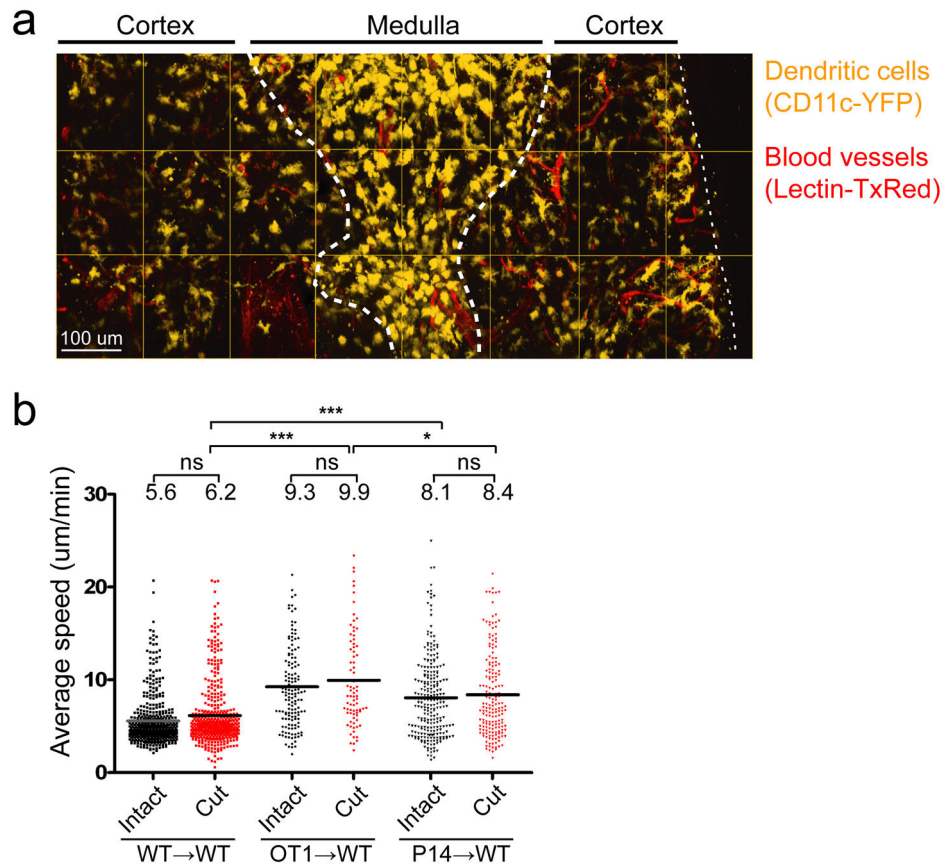 a
Cortex Medulla Cortex
Dendritic cells
(CD11c-YFP)
Blood vessels
(Lectin-TxRed)
100 um
b
***
*** *
ns ns ns
5.6 6.2 9.3 9.9 8.1 8.4
30
20
10
0
Average speed (um/min)
Intact Cut Intact Cut Intact Cut
WT→WT OT1→WT P14→WT